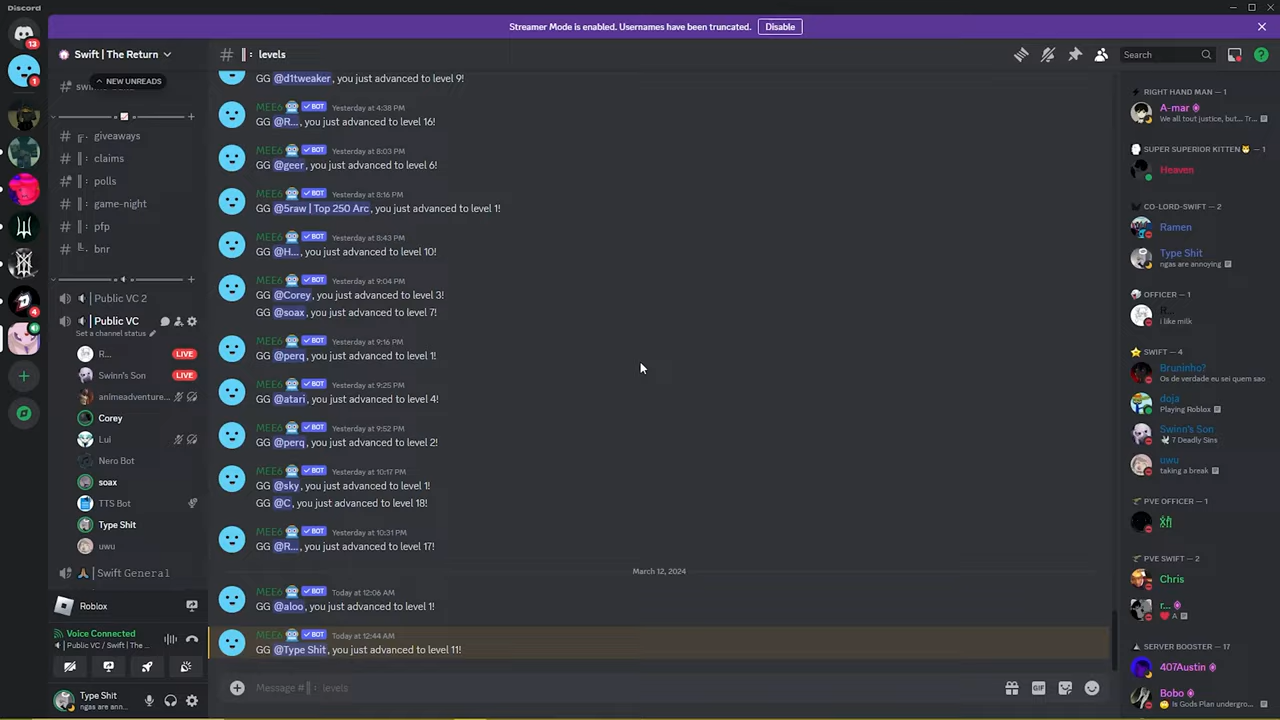 Discord
Streamer Mode is enabled. Usernames have been truncated. Disable
13
1
4
Swift | The Return
NEW UNREADS
giveaways
claims
polls
game-night
pfp
bnr
Public VC 2
Public VC
Set a channel status
R... LIVE
Swinn's Son LIVE
animeadventure...
Corey
Lui
Nero Bot
soax
TTS Bot
Type Shit
uwu
Swift General
Roblox
Voice Connected
Public VC / Swift | The ...
Type Shit
ngas are ann...
# levels
Search
GG @d1tweaker, you just advanced to level 9!
MEE6 BOT Yesterday at 4:38 PM
GG @R..., you just advanced to level 16!
MEE6 BOT Yesterday at 8:03 PM
GG @geer, you just advanced to level 6!
MEE6 BOT Yesterday at 8:16 PM
GG @5raw | Top 250 Arc, you just advanced to level 1!
MEE6 BOT Yesterday at 8:43 PM
GG @H..., you just advanced to level 10!
MEE6 BOT Yesterday at 9:04 PM
GG @Corey, you just advanced to level 3!
GG @soax, you just advanced to level 7!
MEE6 BOT Yesterday at 9:16 PM
GG @perq, you just advanced to level 1!
MEE6 BOT Yesterday at 9:25 PM
GG @atari, you just advanced to level 4!
MEE6 BOT Yesterday at 9:52 PM
GG @perq, you just advanced to level 2!
MEE6 BOT Yesterday at 10:17 PM
GG @sky, you just advanced to level 1!
GG @C, you just advanced to level 18!
MEE6 BOT Yesterday at 10:31 PM
GG @R..., you just advanced to level 17!
March 12, 2024
MEE6 BOT Today at 12:06 AM
GG @aloo, you just advanced to level 1!
MEE6 BOT Today at 12:44 AM
GG @Type Shit, you just advanced to level 11!
Message # levels
GIF
RIGHT HAND MAN — 1
A-mar
We all tout justice, but... Tr...
SUPER SUPERIOR KITTEN — 1
Heaven
CO-LORD-SWIFT — 2
Ramen
Type Shit
ngas are annoying
OFFICER — 1
R...
i like milk
SWIFT — 4
Bruninho?
Os de verdade eu sei quem sao
doja
Playing Roblox
Swinn's Son
7 Deadly Sins
uwu
taking a break
PVE OFFICER — 1
PVE SWIFT — 2
Chris
r...
A
SERVER BOOSTER — 17
407Austin
Bobo
Is Gods Plan undergro...